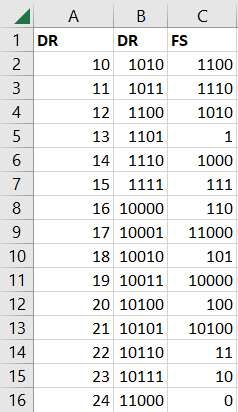 A B C
1 DR DR FS
2 10 1010 1100
3 11 1011 1110
4 12 1100 1010
5 13 1101 1
6 14 1110 1000
7 15 1111 111
8 16 10000 110
9 17 10001 11000
10 18 10010 101
11 19 10011 10000
12 20 10100 100
13 21 10101 10100
14 22 10110 11
15 23 10111 10
16 24 11000 0